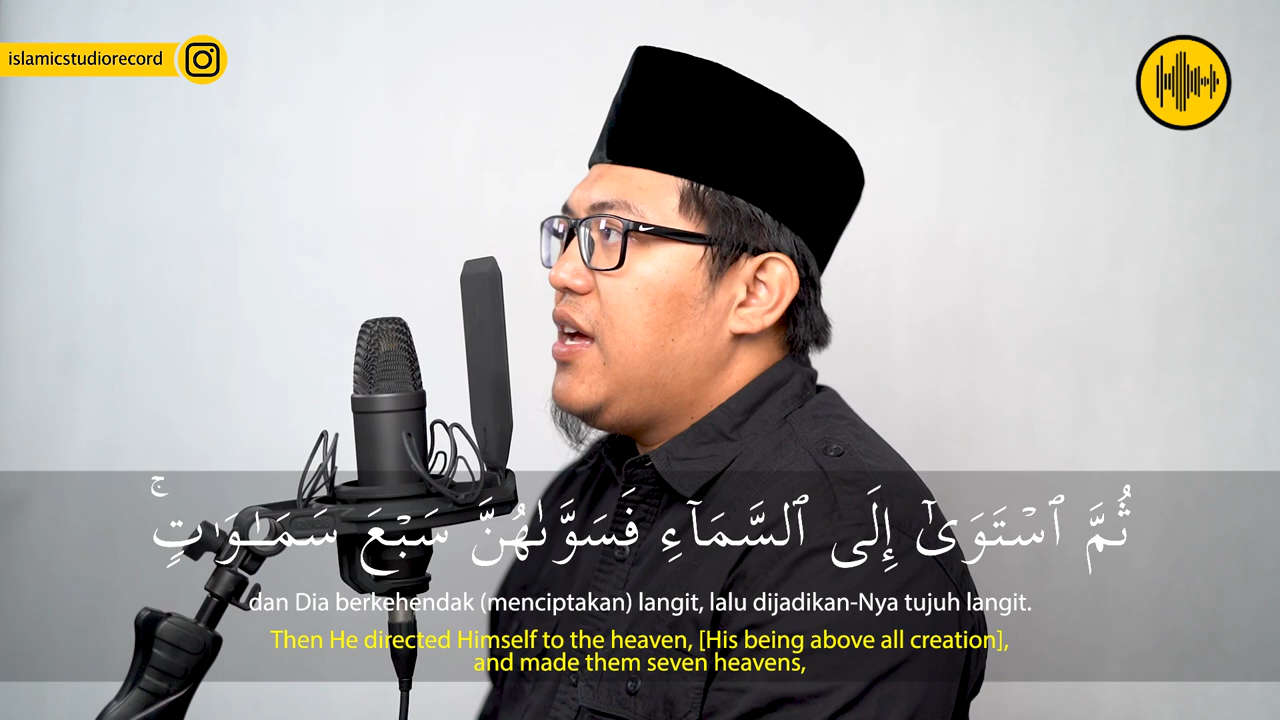 islamicstudiorecord
ثُمَّ ٱسْتَوَىٰٓ إِلَى ٱلسَّمَآءِ فَسَوَّىٰهُنَّ سَبْعَ سَمَـٰوَٰتٍۢ ۚ
dan Dia berkehendak (menciptakan) langit, lalu dijadikan-Nya tujuh langit.
Then He directed Himself to the heaven, [His being above all creation],
and made them seven heavens,